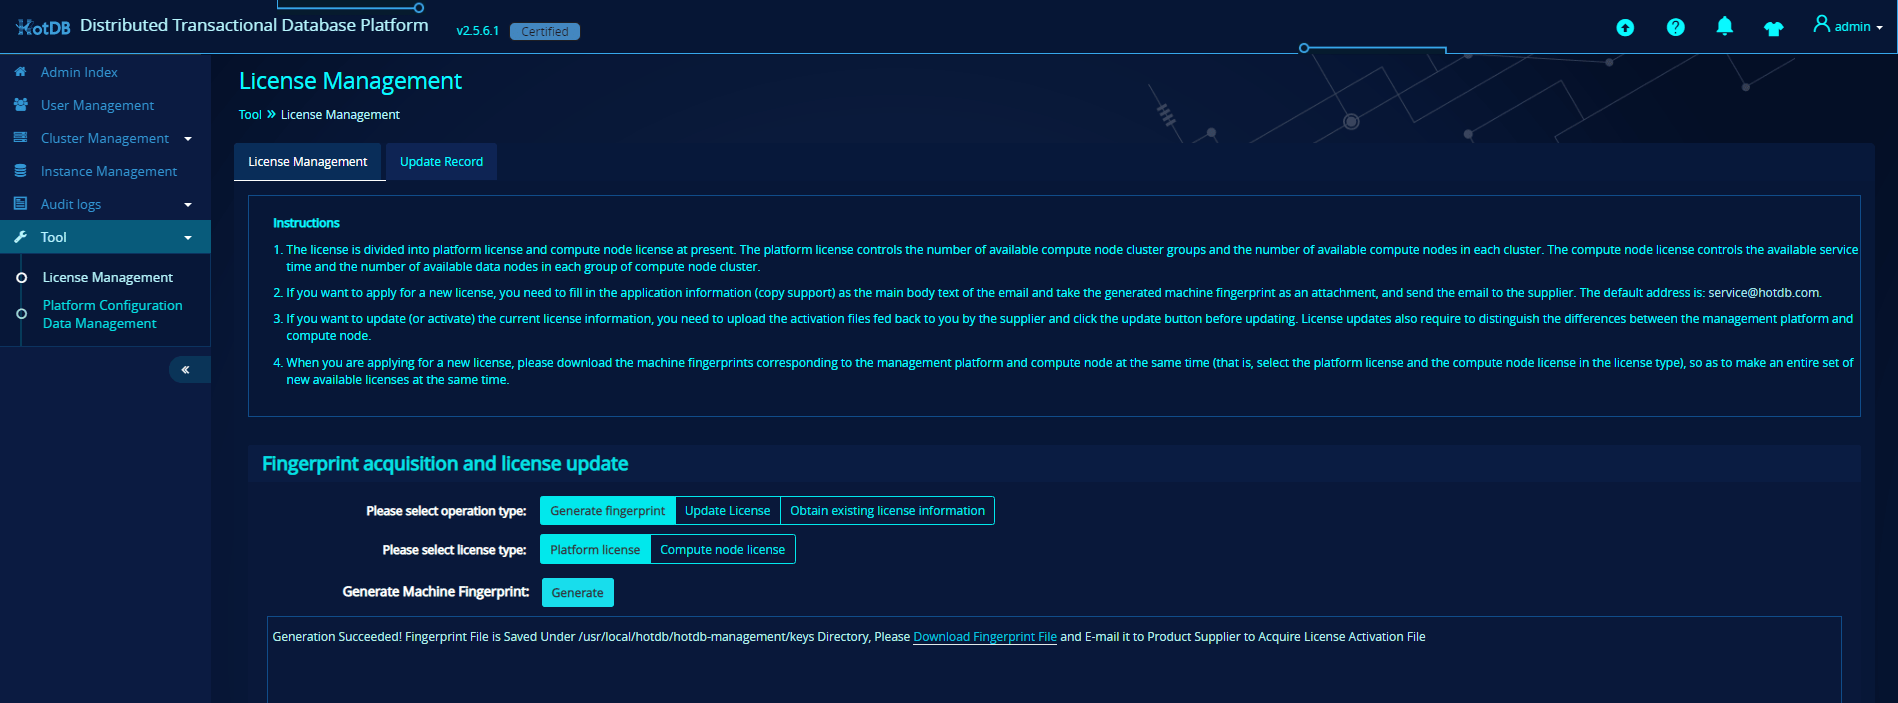 HotDB Distributed Transactional Database Platform v2.5.6.1 Certified admin
Admin Index
User Management
Cluster Management
Instance Management
Audit logs
Tool
License Management
Platform Configuration
Data Management
License Management
Tool » License Management
License Management Update Record
Instructions
1. The license is divided into platform license and compute node license at present. The platform license controls the number of available compute node cluster groups and the number of available compute nodes in each cluster. The compute node license controls the available service
time and the number of available data nodes in each group of compute node cluster.
2. If you want to apply for a new license, you need to fill in the application information (copy support) as the main body text of the email and take the generated machine fingerprint as an attachment, and send the email to the supplier. The default address is: service@hotdb.com.
3. If you want to update (or activate) the current license information, you need to upload the activation files fed back to you by the supplier and click the update button before updating. License updates also require to distinguish the differences between the management platform and
compute node.
4. When you are applying for a new license, please download the machine fingerprints corresponding to the management platform and compute node at the same time (that is, select the platform license and the compute node license in the license type), so as to make an entire set of
new available licenses at the same time.
Fingerprint acquisition and license update
Please select operation type: Generate fingerprint Update License Obtain existing license information
Please select license type: Platform license Compute node license
Generate Machine Fingerprint: Generate
Generation Succeeded! Fingerprint File is Saved Under /usr/local/hotdb/hotdb-management/keys Directory, Please Download Fingerprint File and E-mail it to Product Supplier to Acquire License Activation File